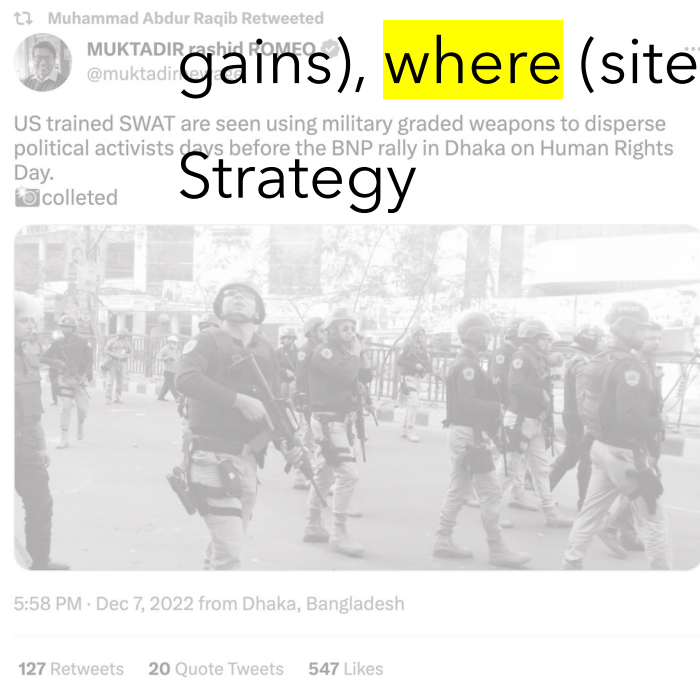 Muhammad Abdur Raqib Retweeted
MUKTADIR rashid ROMEO
gains), where (site
US trained SWAT are seen using military graded weapons to disperse
political activists days before the BNP rally in Dhaka on Human Rights
Day.
Strategy
colleted
5:58 PM · Dec 7, 2022 from Dhaka, Bangladesh
127 Retweets 20 Quote Tweets 547 Likes